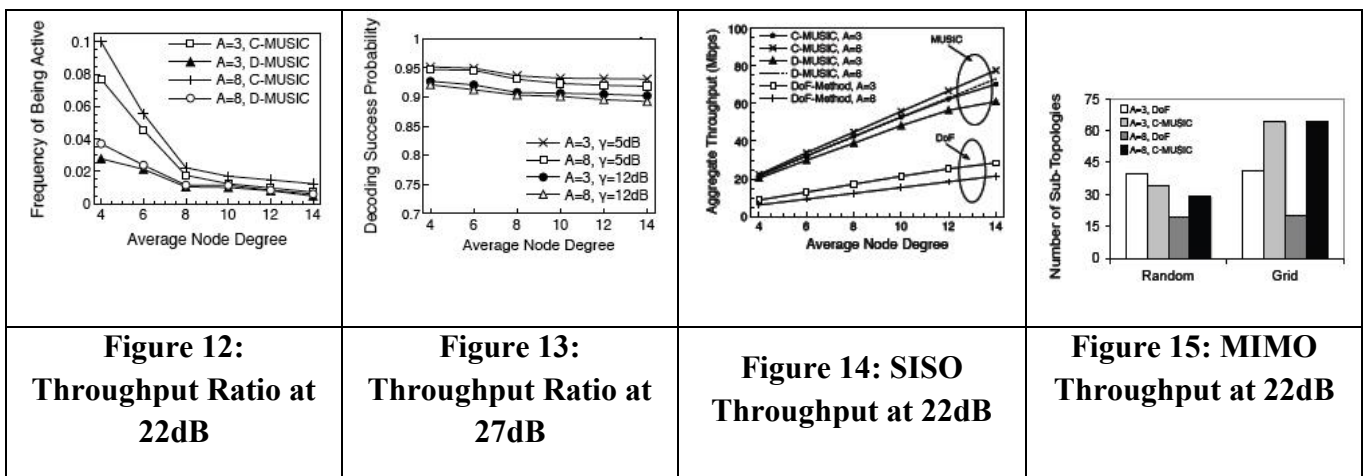 Frequency of Being Active
0.1
0.08
0.06
0.04
0.02
0
4 6 8 10 12 14
Average Node Degree
A=3, C-MUSIC
A=3, D-MUSIC
A=8, C-MUSIC
A=8, D-MUSIC
Decoding Success Probability
1
0.95
0.9
0.85
0.8
0.75
0.7
4 6 8 10 12 14
Average Node Degree
A=3, γ=5dB
A=8, γ=5dB
A=3, γ=12dB
A=8, γ=12dB
Aggregate Throughput (Mbps)
100
80
60
40
20
0
4 6 8 10 12 14
Average Node Degree
C-MUSIC, A=3
C-MUSIC, A=8
D-MUSIC, A=3
D-MUSIC, A=8
DoF-Method, A=3
DoF-Method, A=8
MUSIC
DoF
Number of Sub-Topologies
75
60
45
30
15
0
Random Grid
A=3, DoF
A=3, C-MUSIC
A=8, DoF
A=8, C-MUSIC
Figure 12:
Throughput Ratio at
22dB
Figure 13:
Throughput Ratio at
27dB
Figure 14: SISO
Throughput at 22dB
Figure 15: MIMO
Throughput at 22dB